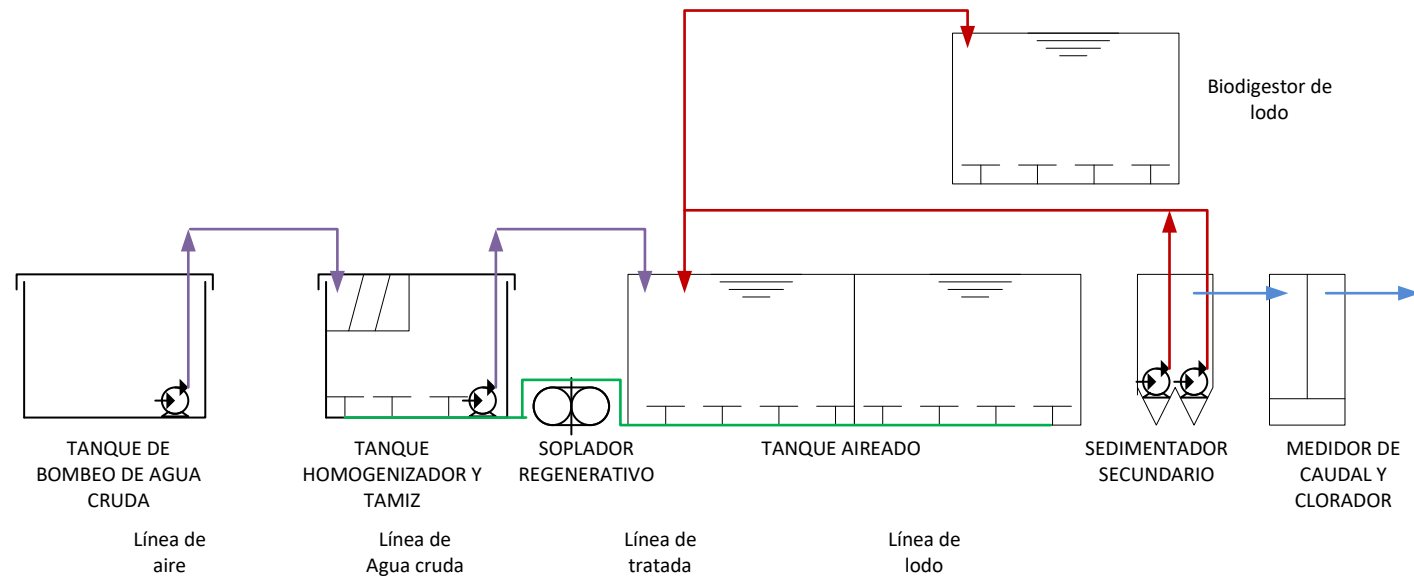 Biodigestor de
lodo
TANQUE DE
BOMBEO DE AGUA
CRUDA
TANQUE
HOMOGENIZADOR Y
TAMIZ
SOPLADOR
REGENERATIVO
TANQUE AIREADO
SEDIMENTADOR
SECUNDARIO
MEDIDOR DE
CAUDAL Y
CLORADOR
Línea de
aire
Línea de
Agua cruda
Línea de
tratada
Línea de
lodo